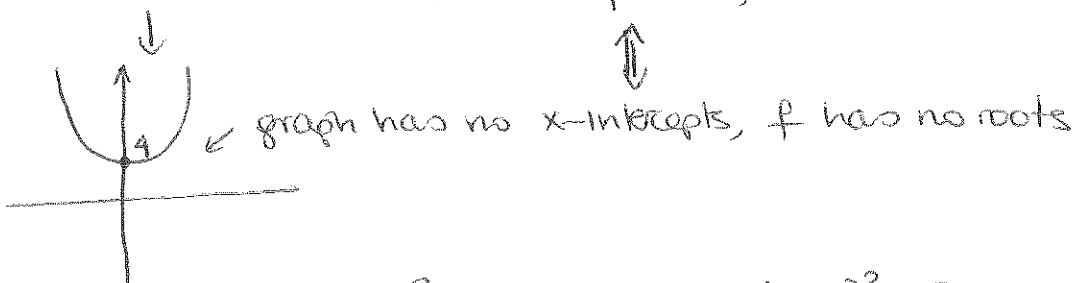 graph has no x-intercepts, f has no roots
4